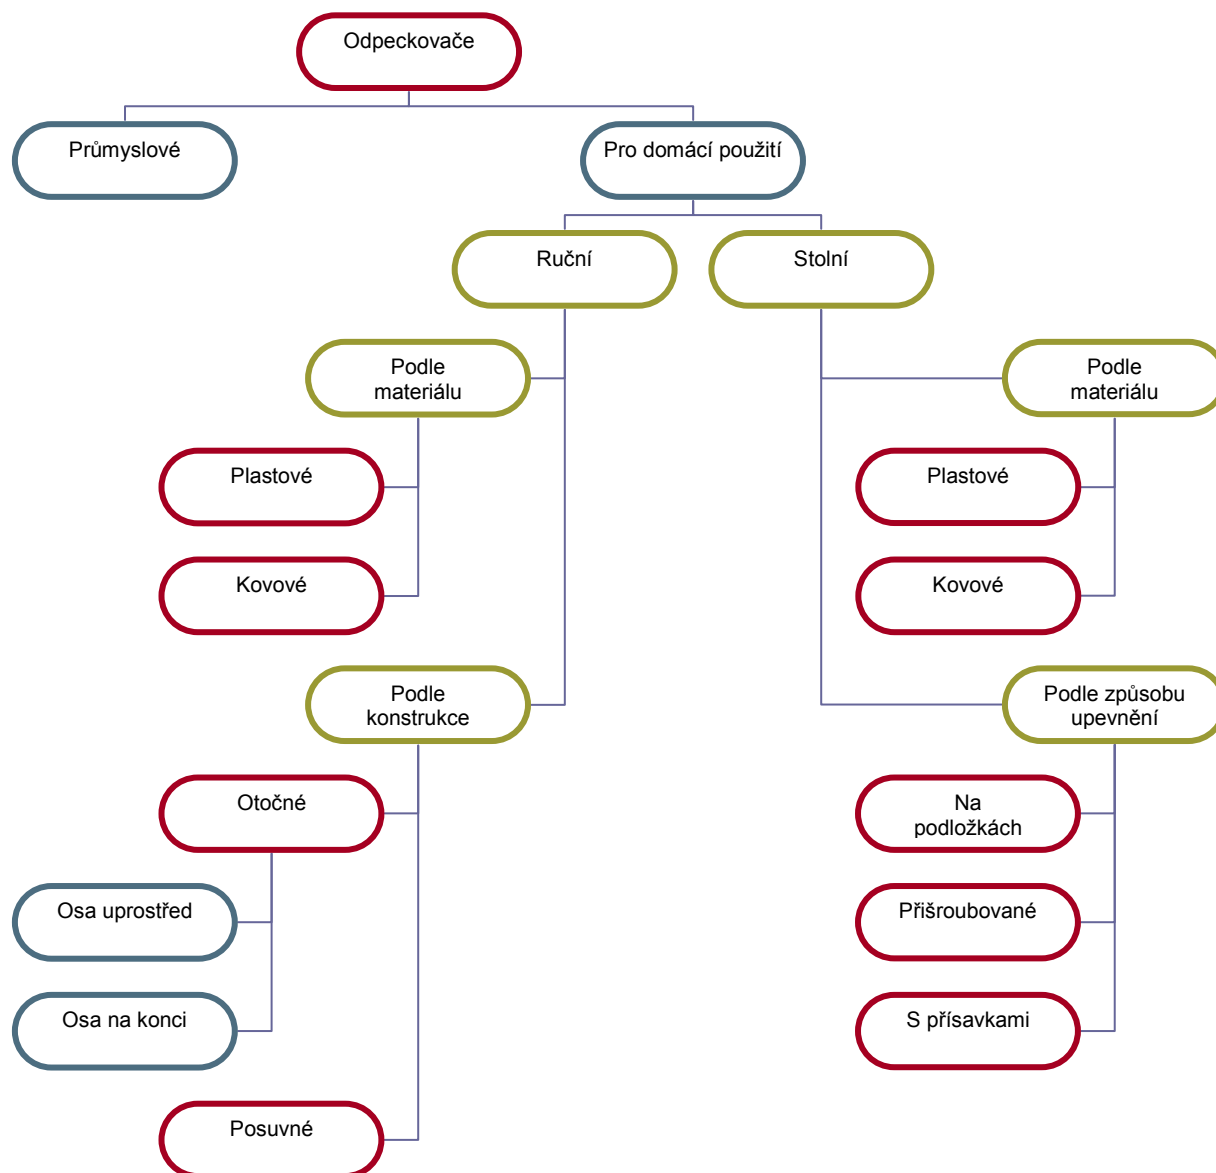 Odpeckovače
Průmyslové
Pro domácí použití
Ruční
Stolní
Podle
materiálu
Podle
materiálu
Plastové
Plastové
Kovové
Kovové
Podle
konstrukce
Podle způsobu
upevnění
Otočné
Na
podložkách
Osa uprostřed
Přišroubované
Osa na konci
S přísavkami
Posuvné